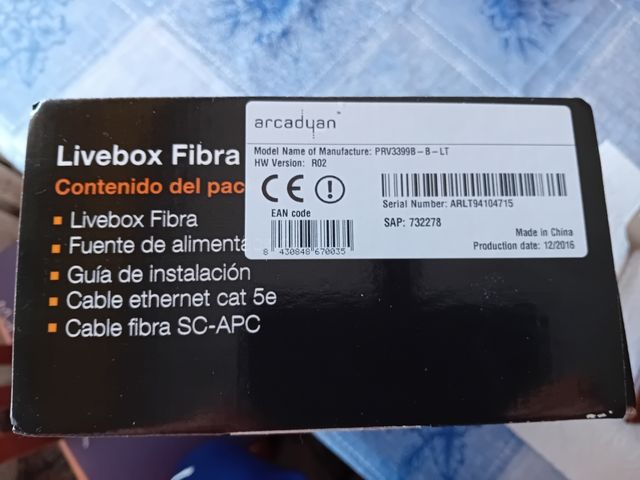 Livebox Fibra
Contenido del pac
Livebox Fibra
Fuente de alimentac
Guía de instalación
Cable ethernet cat 5e
Cable fibra SC-APC
arcadyan
Model Name of Manufacture: PRV3399B-B-LT
HW Version: R02
EAN code
8 430848 670035
Serial Number: ARLT94104715
SAP: 732278
Made in China
Production date: 12/2016